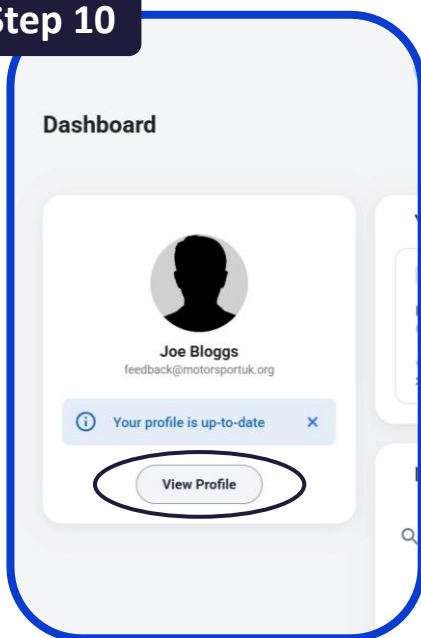 Step 10
Dashboard
Joe Bloggs
feedback@motorsportuk.org
Your profile is up-to-date
View Profile